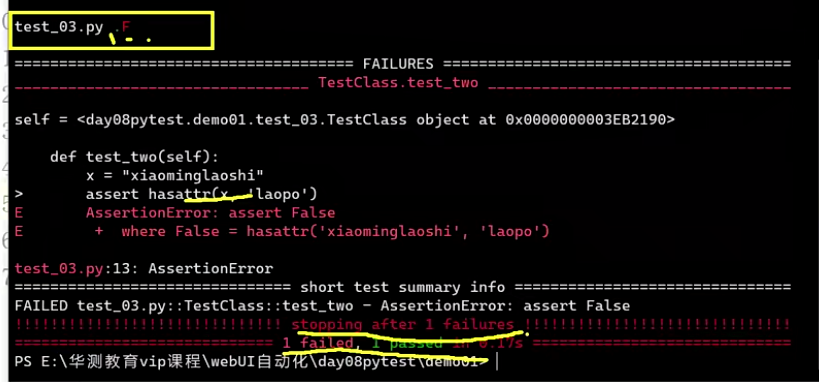 test_03.py .F
=================================== FAILURES ===================================
______________________________ TestClass.test_two ______________________________
self = <day08pytest.demo01.test_03.TestClass object at 0x0000000003EB2190>
def test_two(self):
x = "xiaominglaoshi"
> assert hasattr(x, 'laopo')
E AssertionError: assert False
E + where False = hasattr('xiaominglaoshi', 'laopo')
test_03.py:13: AssertionError
=========================== short test summary info ============================
FAILED test_03.py::TestClass::test_two - AssertionError: assert False
!!!!!!!!!!!!!!!!!!!!!!!!!! stopping after 1 failures !!!!!!!!!!!!!!!!!!!!!!!!!!!
========================= 1 failed, 1 passed in 0.17s ==========================
PS E:\华测教育vip课程\webUI自动化\day08pytest\demo01>